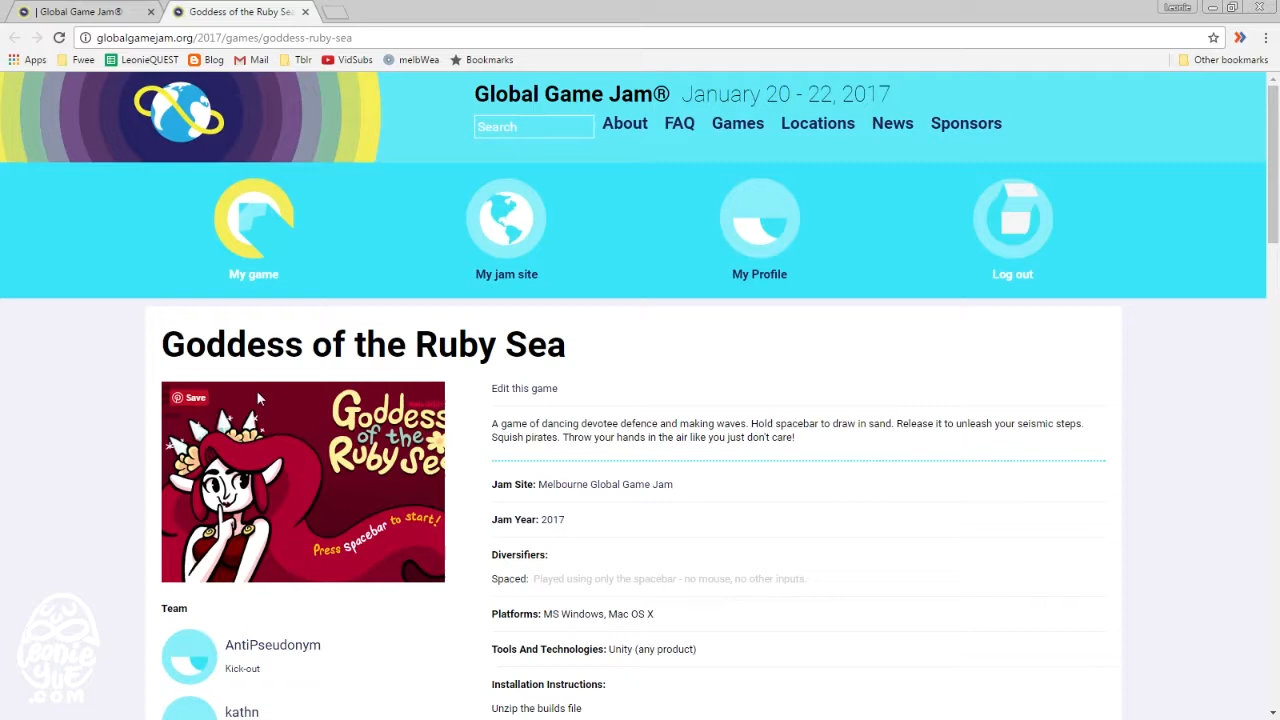 | Global Game Jam®
Goddess of the Ruby Sea
Leonie
globalgamejam.org/2017/games/goddess-ruby-sea
Apps
Fwee
LeonieQUEST
Blog
Mail
Tblr
VidSubs
melbWea
Bookmarks
Other bookmarks
Global Game Jam® January 20 - 22, 2017
Search
About
FAQ
Games
Locations
News
Sponsors
My game
My jam site
My Profile
Log out
Goddess of the Ruby Sea
Save
Goddess
of the
Ruby Se
Press Spacebar to start!
Edit this game
A game of dancing devotee defence and making waves. Hold spacebar to draw in sand. Release it to unleash your seismic steps.
Squish pirates. Throw your hands in the air like you just don't care!
Jam Site: Melbourne Global Game Jam
Jam Year: 2017
Diversifiers:
Spaced: Played using only the spacebar - no mouse, no other inputs.
Platforms: MS Windows, Mac OS X
Tools And Technologies: Unity (any product)
Installation Instructions:
Unzip the builds file
Team
AntiPseudonym
Kick-out
kathn
Leonie
Yue
.com